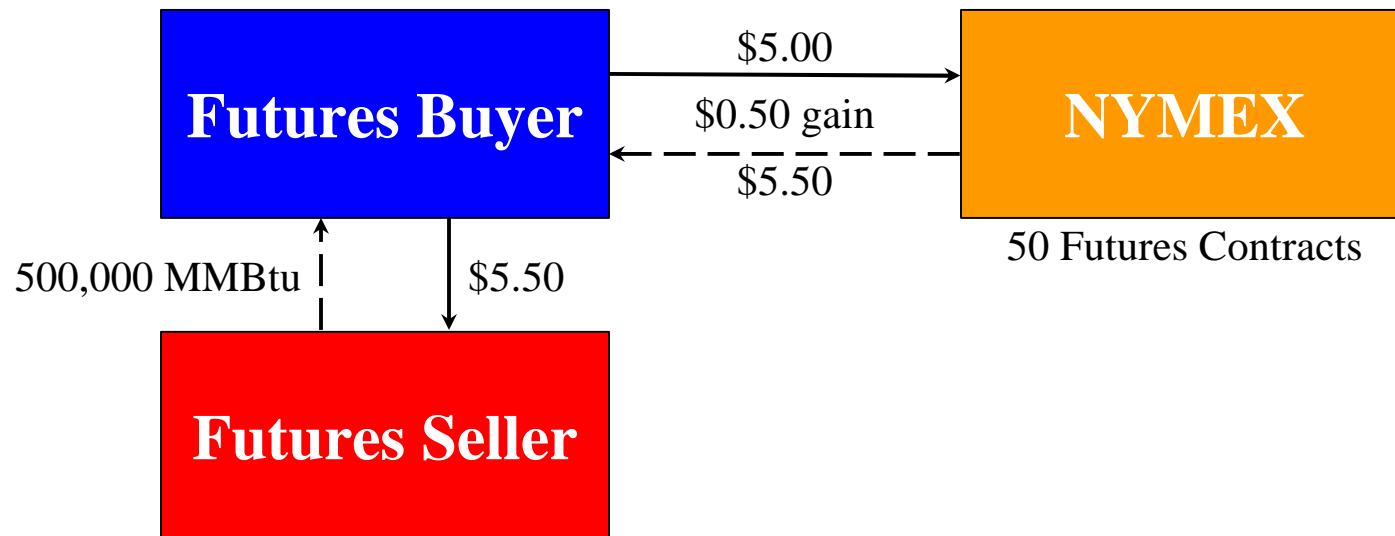 $5.00
Futures Buyer
$0.50 gain
NYMEX
$5.50
50 Futures Contracts
500,000 MMBtu
$5.50
Futures Seller